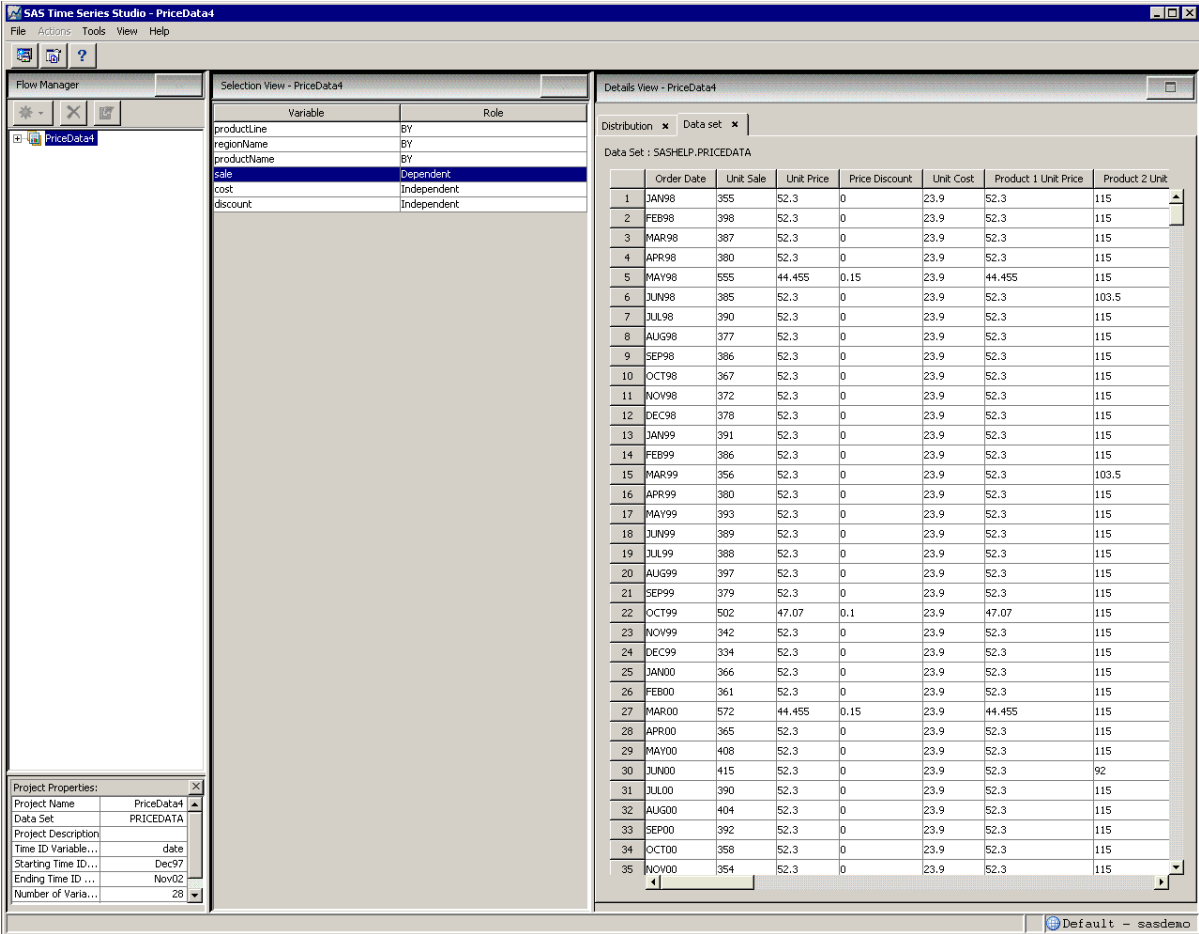 SAS Time Series Studio - PriceData4
File Actions Tools View Help
Flow Manager
PriceData4
Project Properties:
Project Name PriceData4
Data Set PRICEDATA
Project Description
Time ID Variable... date
Starting Time ID... Dec97
Ending Time ID ... Nov02
Number of Varia... 28
Selection View - PriceData4
Variable Role
productLine BY
regionName BY
productName BY
sale Dependent
cost Independent
discount Independent
Details View - PriceData4
Distribution x Data set x
Data Set : SASHELP.PRICEDATA
Order Date Unit Sale Unit Price Price Discount Unit Cost Product 1 Unit Price Product 2 Unit
1 JAN98 355 52.3 0 23.9 52.3 115
2 FEB98 398 52.3 0 23.9 52.3 115
3 MAR98 387 52.3 0 23.9 52.3 115
4 APR98 380 52.3 0 23.9 52.3 115
5 MAY98 555 44.455 0.15 23.9 44.455 115
6 JUN98 385 52.3 0 23.9 52.3 103.5
7 JUL98 390 52.3 0 23.9 52.3 115
8 AUG98 377 52.3 0 23.9 52.3 115
9 SEP98 386 52.3 0 23.9 52.3 115
10 OCT98 367 52.3 0 23.9 52.3 115
11 NOV98 372 52.3 0 23.9 52.3 115
12 DEC98 378 52.3 0 23.9 52.3 115
13 JAN99 391 52.3 0 23.9 52.3 115
14 FEB99 386 52.3 0 23.9 52.3 115
15 MAR99 356 52.3 0 23.9 52.3 103.5
16 APR99 380 52.3 0 23.9 52.3 115
17 MAY99 393 52.3 0 23.9 52.3 115
18 JUN99 389 52.3 0 23.9 52.3 115
19 JUL99 388 52.3 0 23.9 52.3 115
20 AUG99 397 52.3 0 23.9 52.3 115
21 SEP99 379 52.3 0 23.9 52.3 115
22 OCT99 502 47.07 0.1 23.9 47.07 115
23 NOV99 342 52.3 0 23.9 52.3 115
24 DEC99 334 52.3 0 23.9 52.3 115
25 JAN00 366 52.3 0 23.9 52.3 115
26 FEB00 361 52.3 0 23.9 52.3 115
27 MAR00 572 44.455 0.15 23.9 44.455 115
28 APR00 365 52.3 0 23.9 52.3 115
29 MAY00 408 52.3 0 23.9 52.3 115
30 JUN00 415 52.3 0 23.9 52.3 92
31 JUL00 390 52.3 0 23.9 52.3 115
32 AUG00 404 52.3 0 23.9 52.3 115
33 SEP00 392 52.3 0 23.9 52.3 115
34 OCT00 358 52.3 0 23.9 52.3 115
35 NOV00 354 52.3 0 23.9 52.3 115
Default - sasdemo